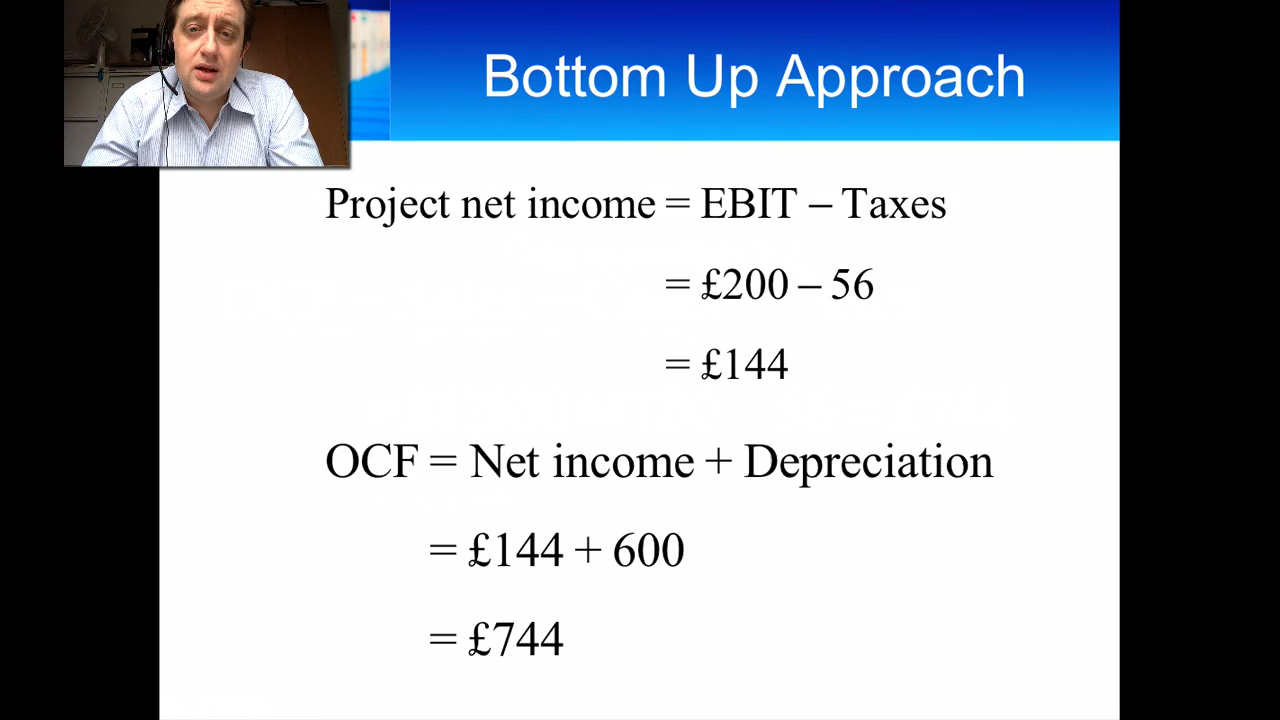 Bottom Up Approach
Project net income = EBIT – Taxes
= £200 – 56
= £144
OCF = Net income + Depreciation
= £144 + 600
= £744